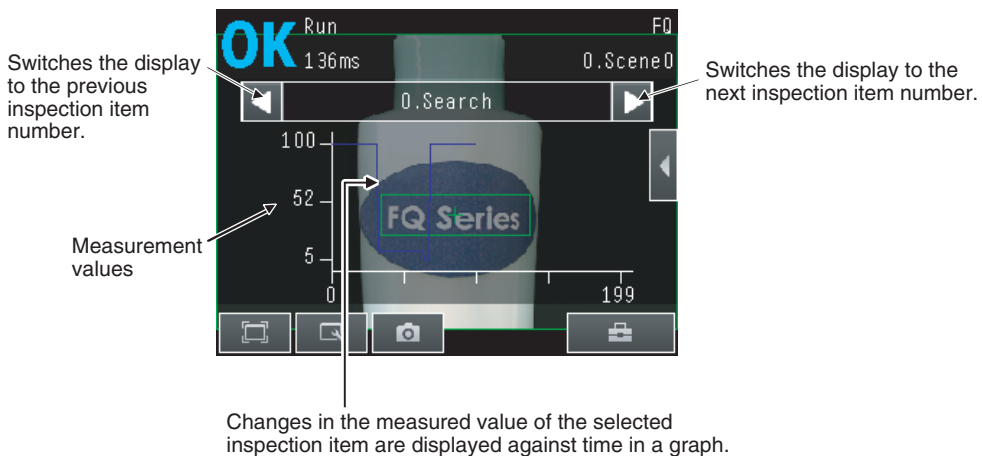 Run
FQ
OK
136ms
0.Scene0
Switches the display
to the previous
inspection item
number.
Switches the display to the
next inspection item number.
0.Search
100
52
5
FQ Series
Measurement
values
0
199
Changes in the measured value of the selected
inspection item are displayed against time in a graph.